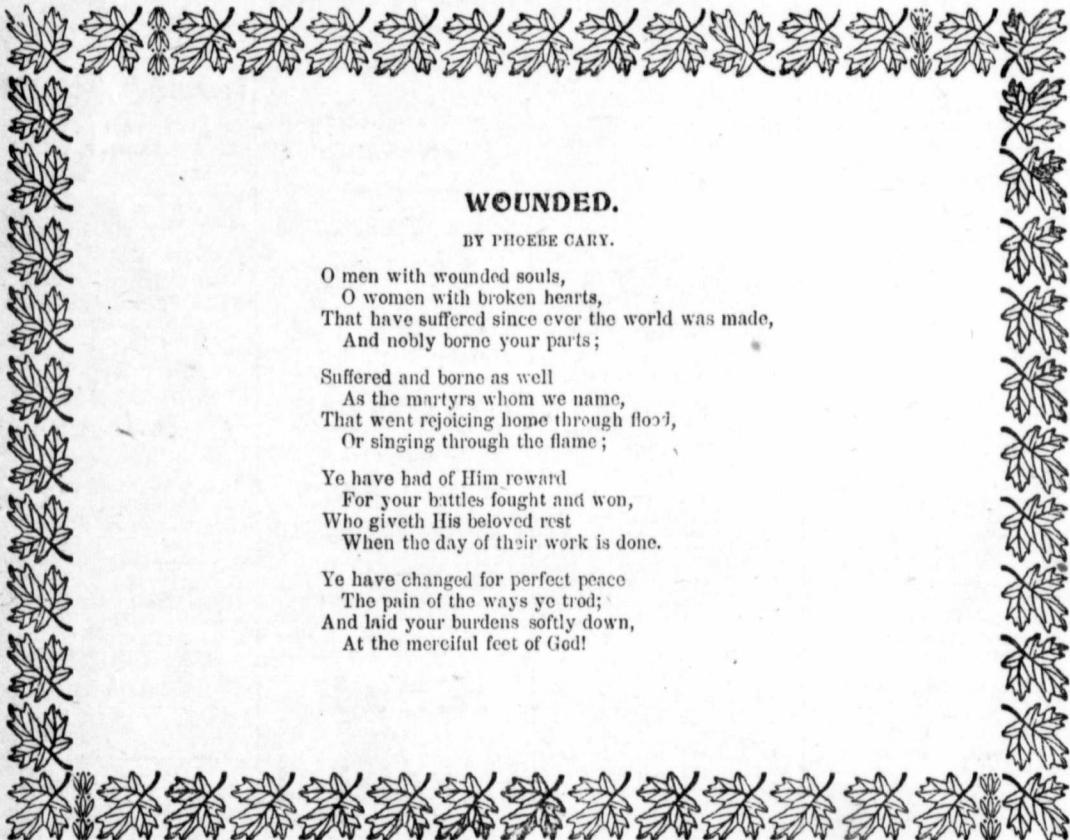 WOUNDED.
BY PHOEBE CARY.
O men with wounded souls,
O women with broken hearts,
That have suffered since ever the world was made,
And nobly borne your parts;
Suffered and borne as well
As the martyrs whom we name,
That went rejoicing home through flood,
Or singing through the flame;
Ye have had of Him reward
For your battles fought and won,
Who giveth His beloved rest
When the day of their work is done.
Ye have changed for perfect peace
The pain of the ways ye trod;
And laid your burdens softly down,
At the merciful feet of God!